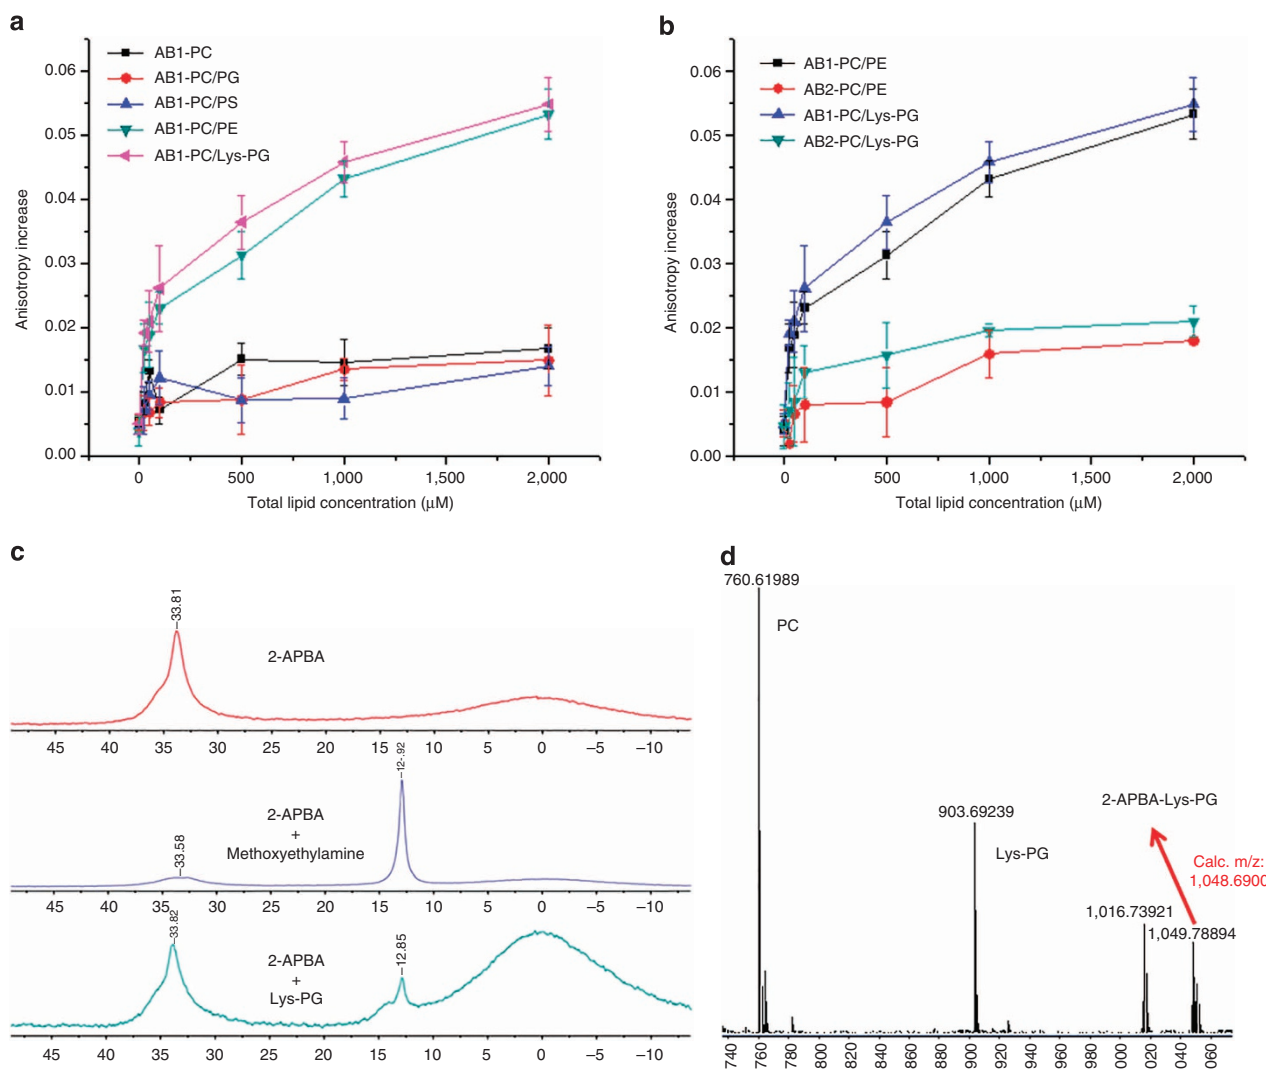 a
AB1-PC
AB1-PC/PG
AB1-PC/PS
AB1-PC/PE
AB1-PC/Lys-PG
Anisotropy increase
0.06
0.05
0.04
0.03
0.02
0.01
0.00
0 500 1,000 1,500 2,000
Total lipid concentration (μM)
b
AB1-PC/PE
AB2-PC/PE
AB1-PC/Lys-PG
AB2-PC/Lys-PG
Anisotropy increase
0.06
0.05
0.04
0.03
0.02
0.01
0.00
0 500 1,000 1,500 2,000
Total lipid concentration (μM)
c
–33.81
2-APBA
45 40 35 30 25 20 15 10 5 0 –5 –10
–33.58
2-APBA
+
Methoxyethylamine
–12-.92
45 40 35 30 25 20 15 10 5 0 –5 –10
–33.82
2-APBA
+
Lys-PG
–12.85
45 40 35 30 25 20 15 10 5 0 –5 –10
d
760.61989
PC
903.69239
Lys-PG
2-APBA-Lys-PG
Calc. m/z:
1,048.6900
1,016.73921
1,049.78894
740 760 780 800 820 840 860 880 900 920 940 960 980 000 020 040 060